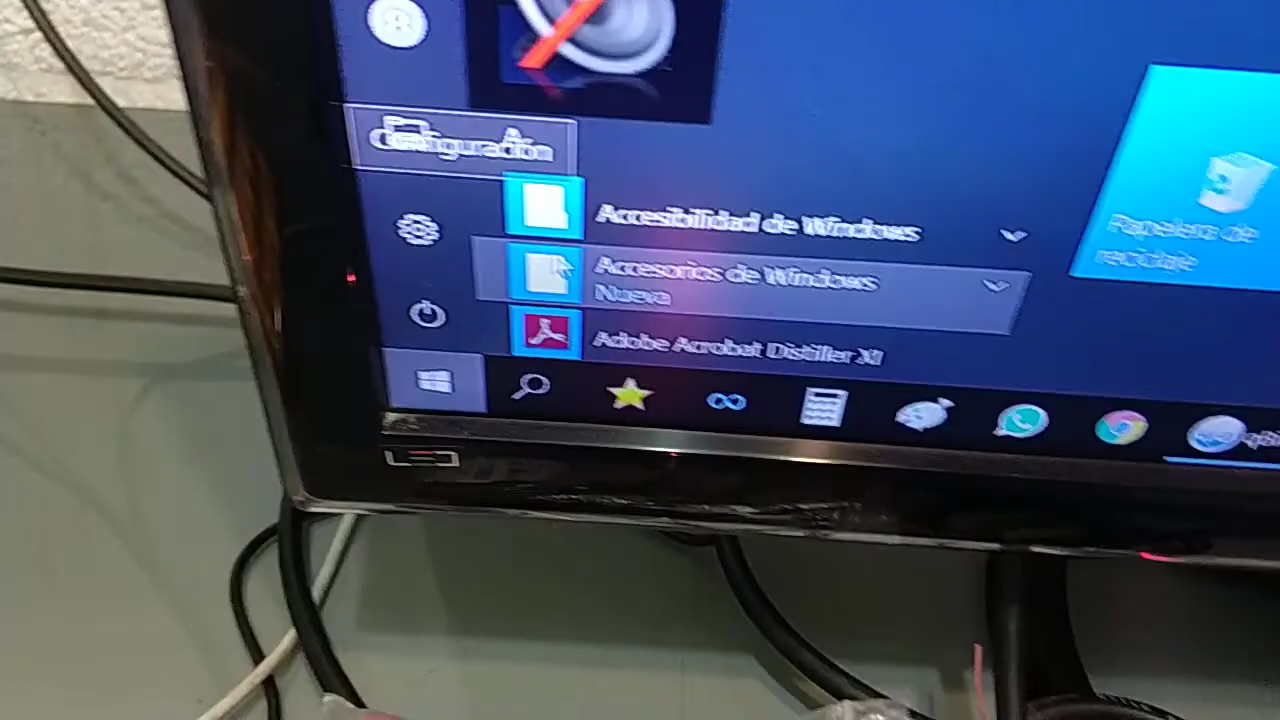 Configuración
Accesibilidad de Windows
Accesorios de Windows
Nueva
Adobe Acrobat Distiller XI
Papelera de
reciclaje